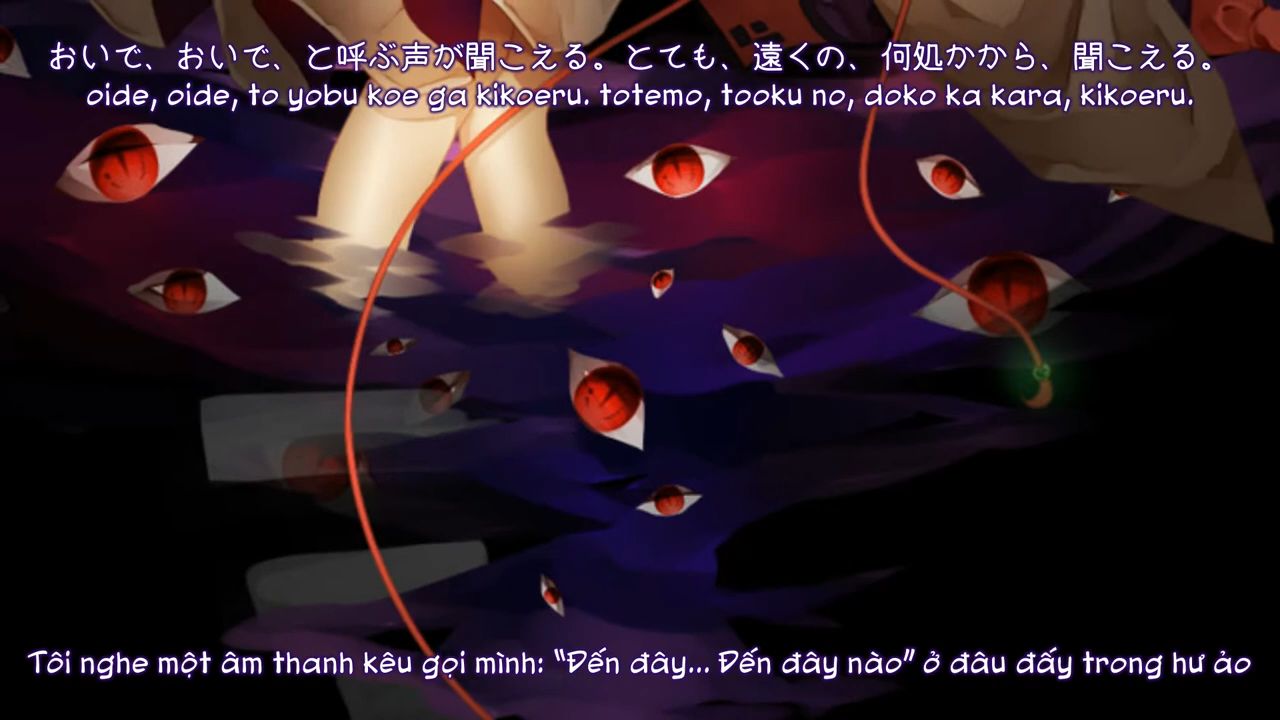 おいで、おいで、と呼ぶ声が聞こえる。とても、遠くの、何処かから、聞こえる。
oide, oide, to yobu koe ga kikoeru. totemo, tooku no, doko ka kara, kikoeru.
Tôi nghe một âm thanh kêu gọi mình: “Đến đây... Đến đây nào” ở đâu đấy trong hư ảo